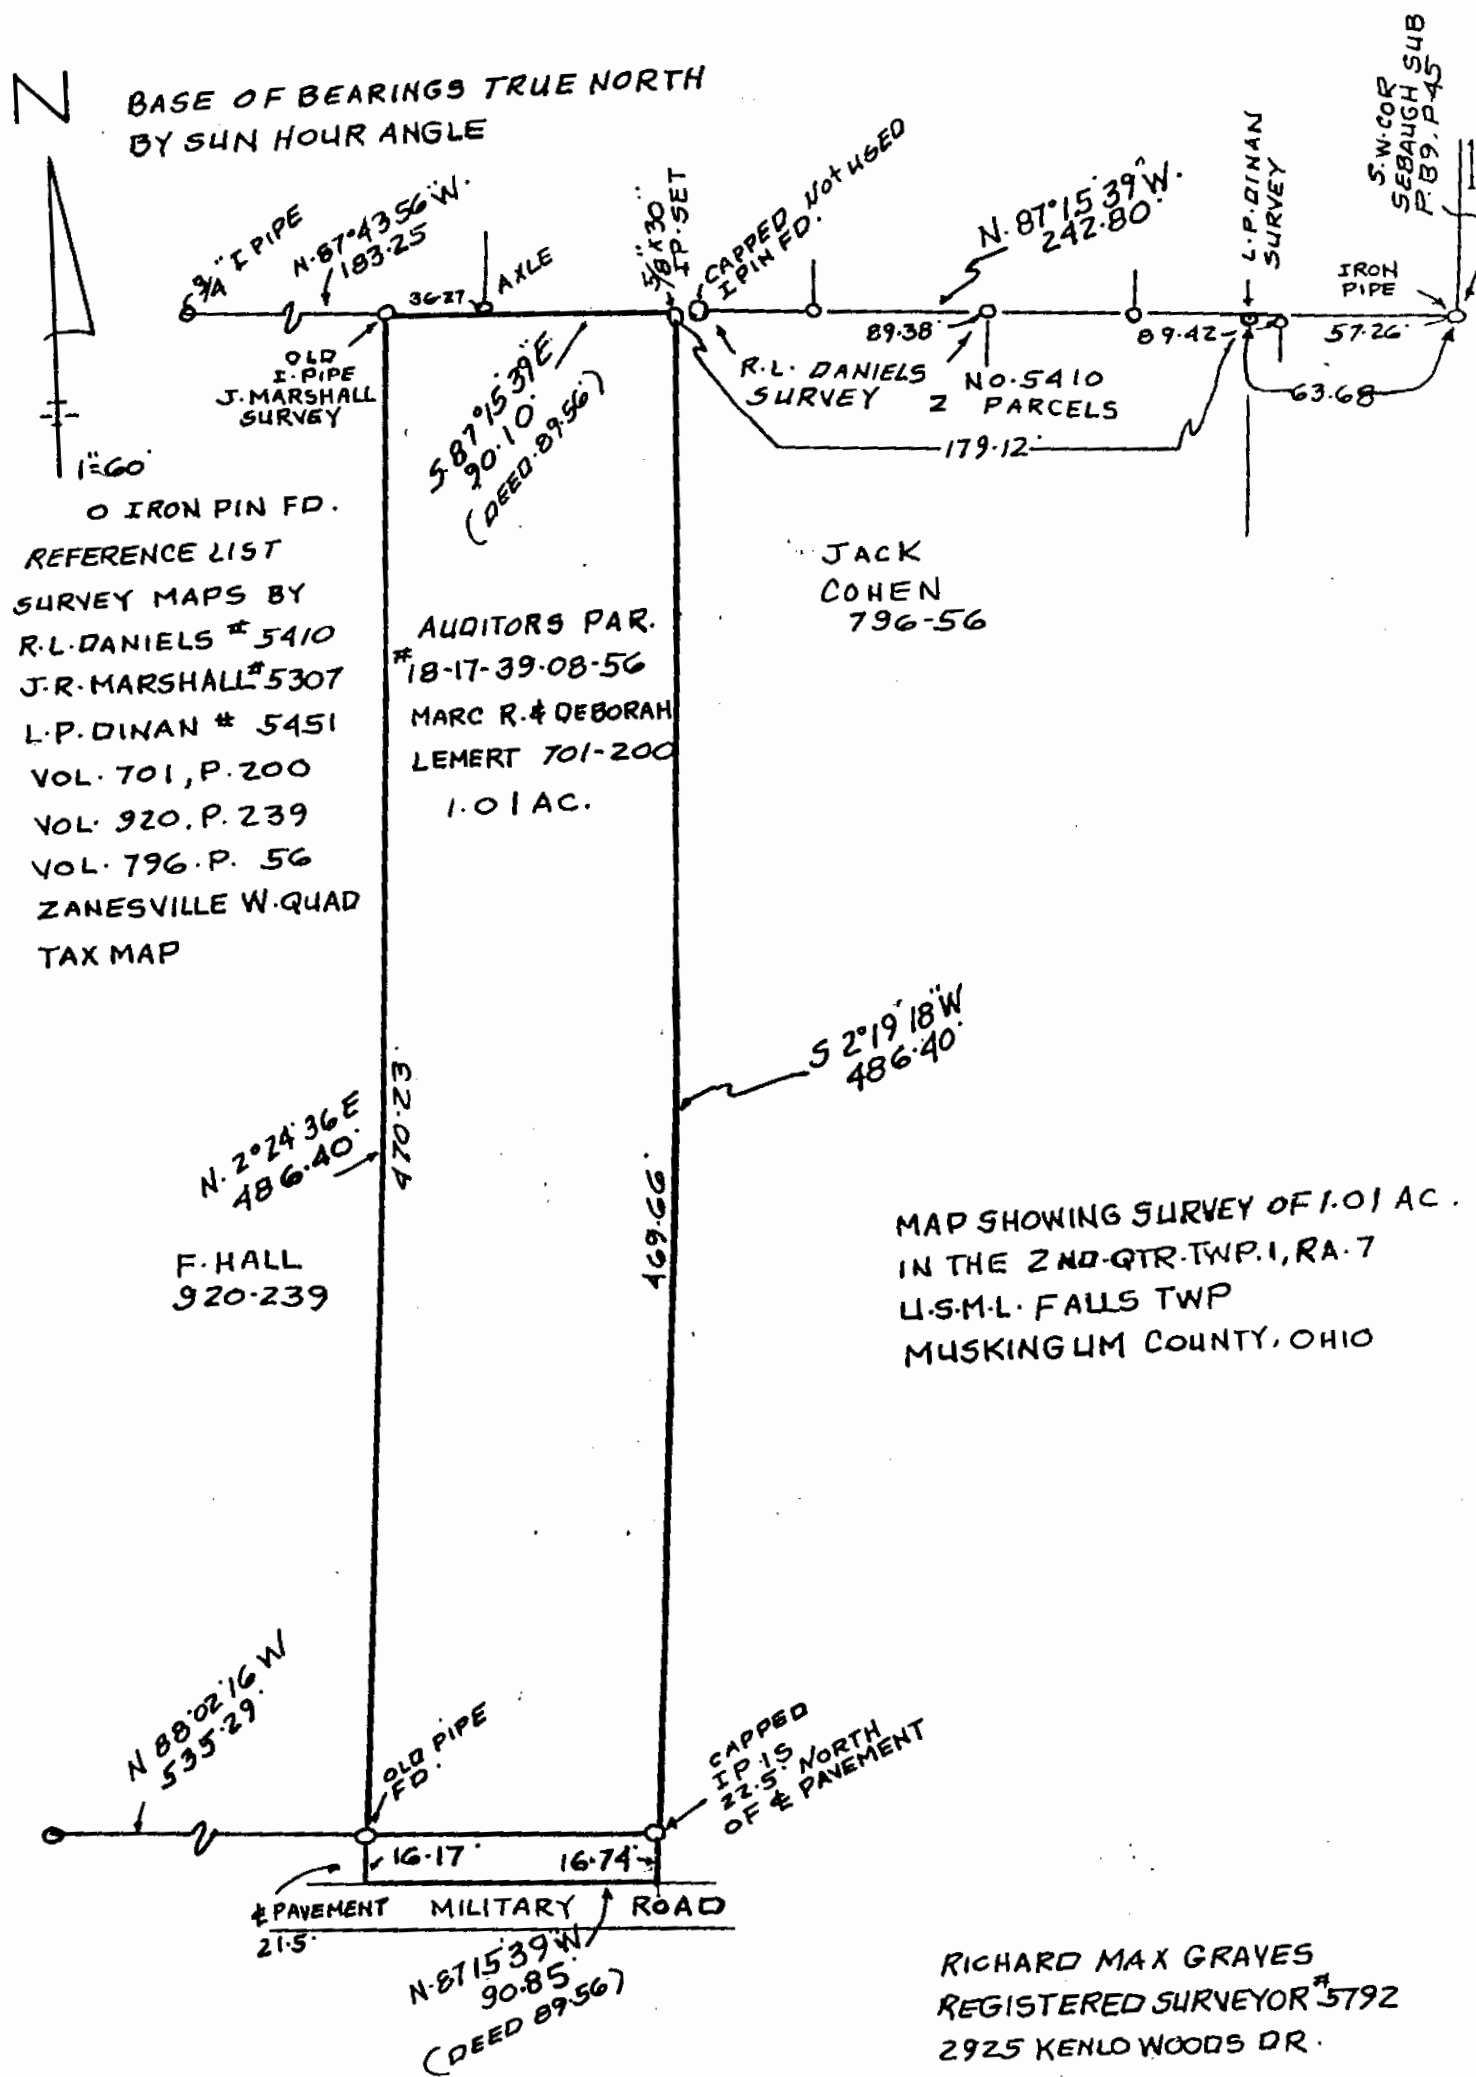 N
BASE OF BEARINGS TRUE NORTH
BY SUN HOUR ANGLE
3/4" I PIPE
N. 87°43'56"W.
183.25
5/8"X30"
I.P. SET
CAPPED Not USED
I PIN FD.
N. 87°15'39"W.
242.80'
L.P. DINAN
SURVEY
S.W. COR
SEBAUGH SUB
P.B9. P.45
IRON
PIPE
36.27
AXLE
89.38'
89.42
57.26'
63.68
179.12'
OLD
I. PIPE
J. MARSHALL
SURVEY
S. 87°15'39"E
90.10'
(DEED. 89.56')
R.L. DANIELS NO. 5410
SURVEY 2 PARCELS
1"=60'
O IRON PIN FD.
REFERENCE LIST
SURVEY MAPS BY
R.L. DANIELS # 5410
J.R. MARSHALL #5307
L.P. DINAN # 5451
VOL. 701, P. 200
VOL. 920. P. 239
VOL. 796. P. 56
ZANESVILLE W. QUAD
TAX MAP
AUDITORS PAR.
#18-17-39-08-56
MARC R. & DEBORAH
LEMERT 701-200
1.01 AC.
JACK
COHEN
796-56
N. 2°24'36 E
486.40'
470.23'
469.66'
S 2°19'18"W
486.40'
F. HALL
920-239
MAP SHOWING SURVEY OF 1.01 AC.
IN THE 2ND. QTR. TWP. 1, RA. 7
U.S.M.L. FALLS TWP
MUSKINGUM COUNTY, OHIO
N 88°02'16 W
535.29'
OLD PIPE
FD.
CAPPED
I P. IS
22.5' NORTH
OF ℄ PAVEMENT
16.17'
16.74'
℄ PAVEMENT MILITARY ROAD
21.5'
N. 87 15'39"W
90.85'
(DEED 89.56')
RICHARD MAX GRAVES
REGISTERED SURVEYOR #5792
2925 KENLO WOODS DR.